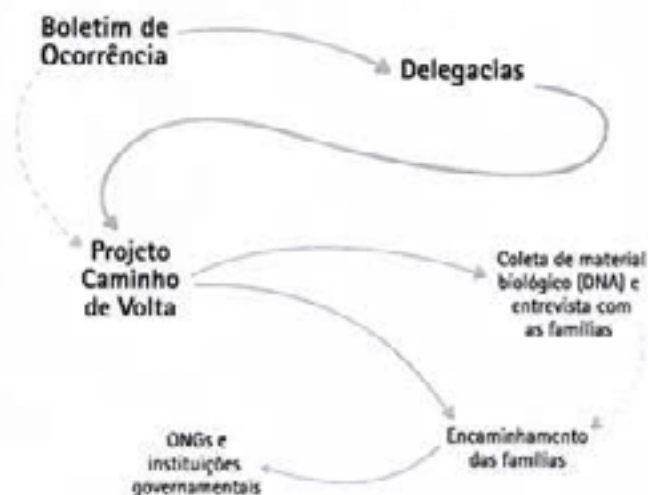 Boletim de
Ocorrência
Delegacias
Projeto
Caminho
de Volta
Coleta de material
biológico (DNA) e
entrevista com
as famílias
Encaminhamento
das famílias
ONGs e
instituições
governamentais